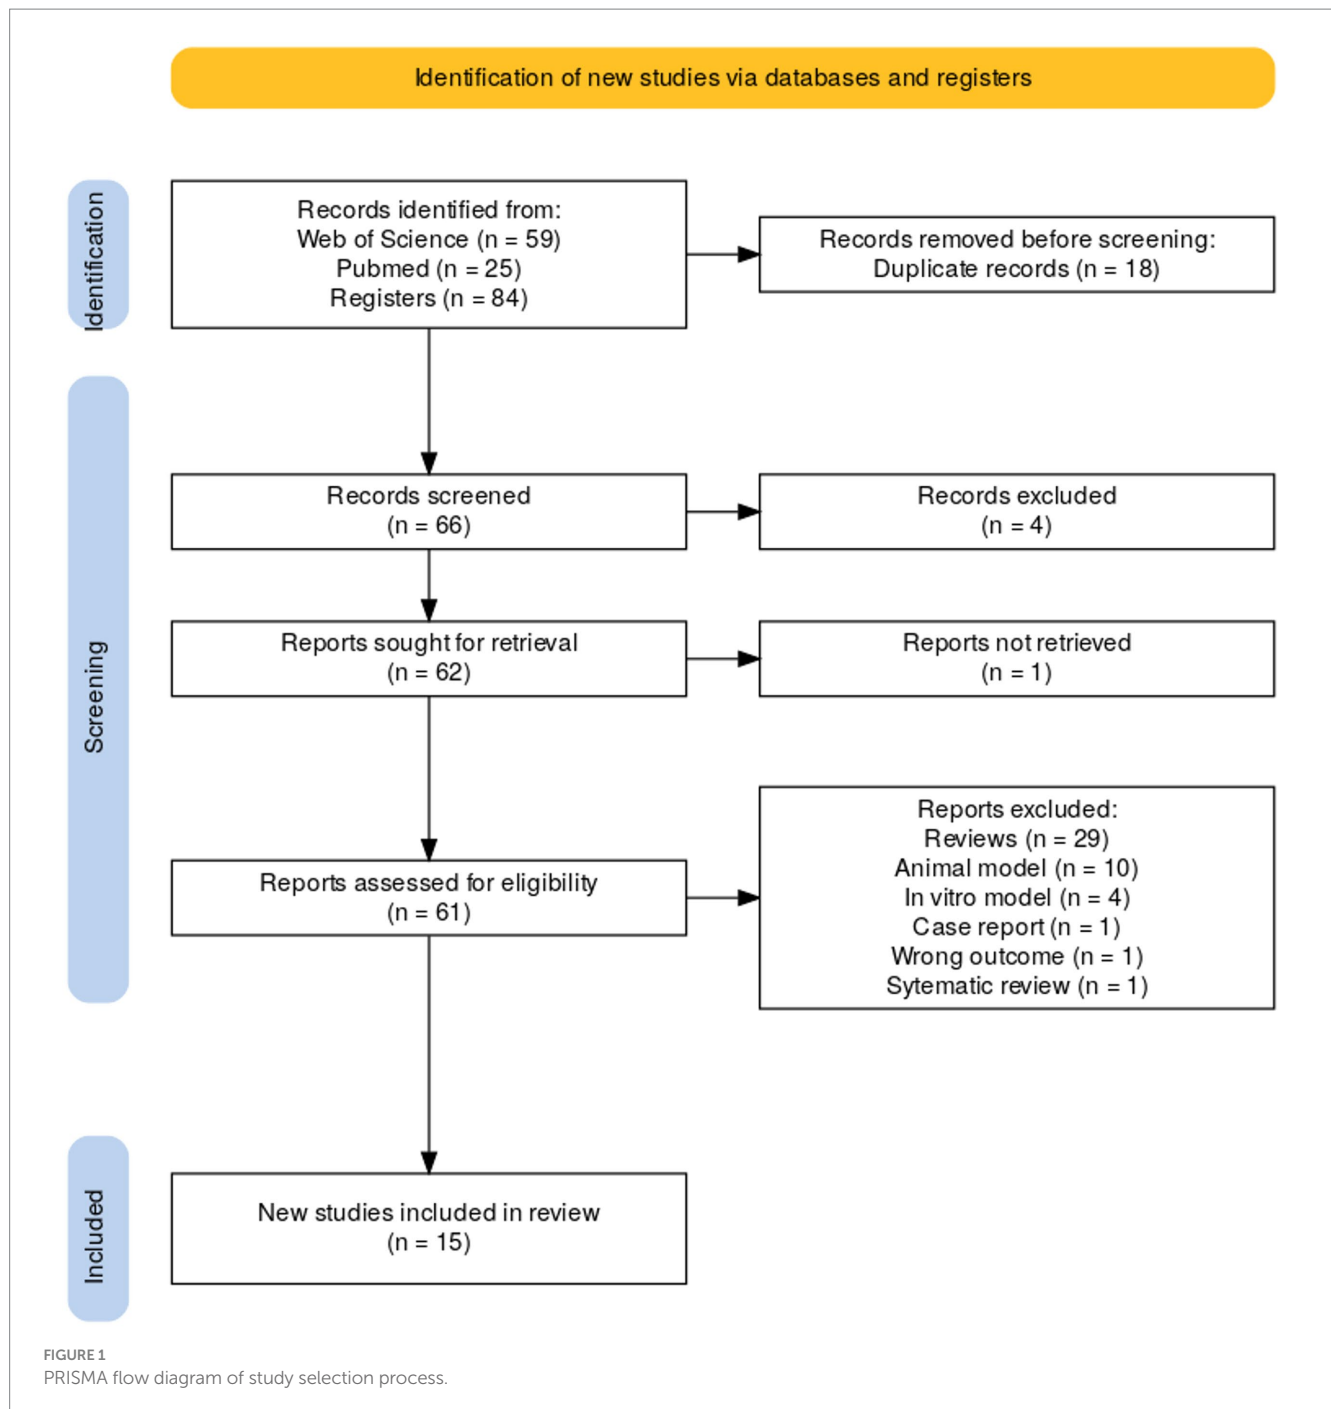 Identification of new studies via databases and registers
Identification
Records identified from:
Web of Science (n = 59)
Pubmed (n = 25)
Registers (n = 84)
Records removed before screening:
Duplicate records (n = 18)
Screening
Records screened
(n = 66)
Records excluded
(n = 4)
Reports sought for retrieval
(n = 62)
Reports not retrieved
(n = 1)
Reports assessed for eligibility
(n = 61)
Reports excluded:
Reviews (n = 29)
Animal model (n = 10)
In vitro model (n = 4)
Case report (n = 1)
Wrong outcome (n = 1)
Sytematic review (n = 1)
Included
New studies included in review
(n = 15)
FIGURE 1
PRISMA flow diagram of study selection process.